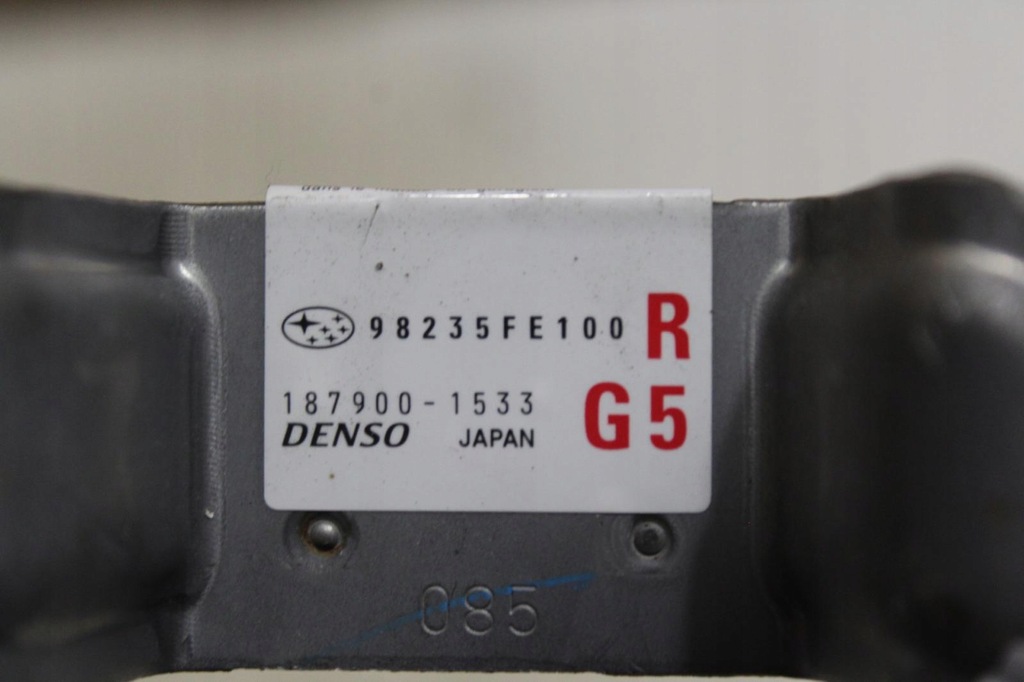 98235FE100 R
187900-1533
DENSO JAPAN G5
085